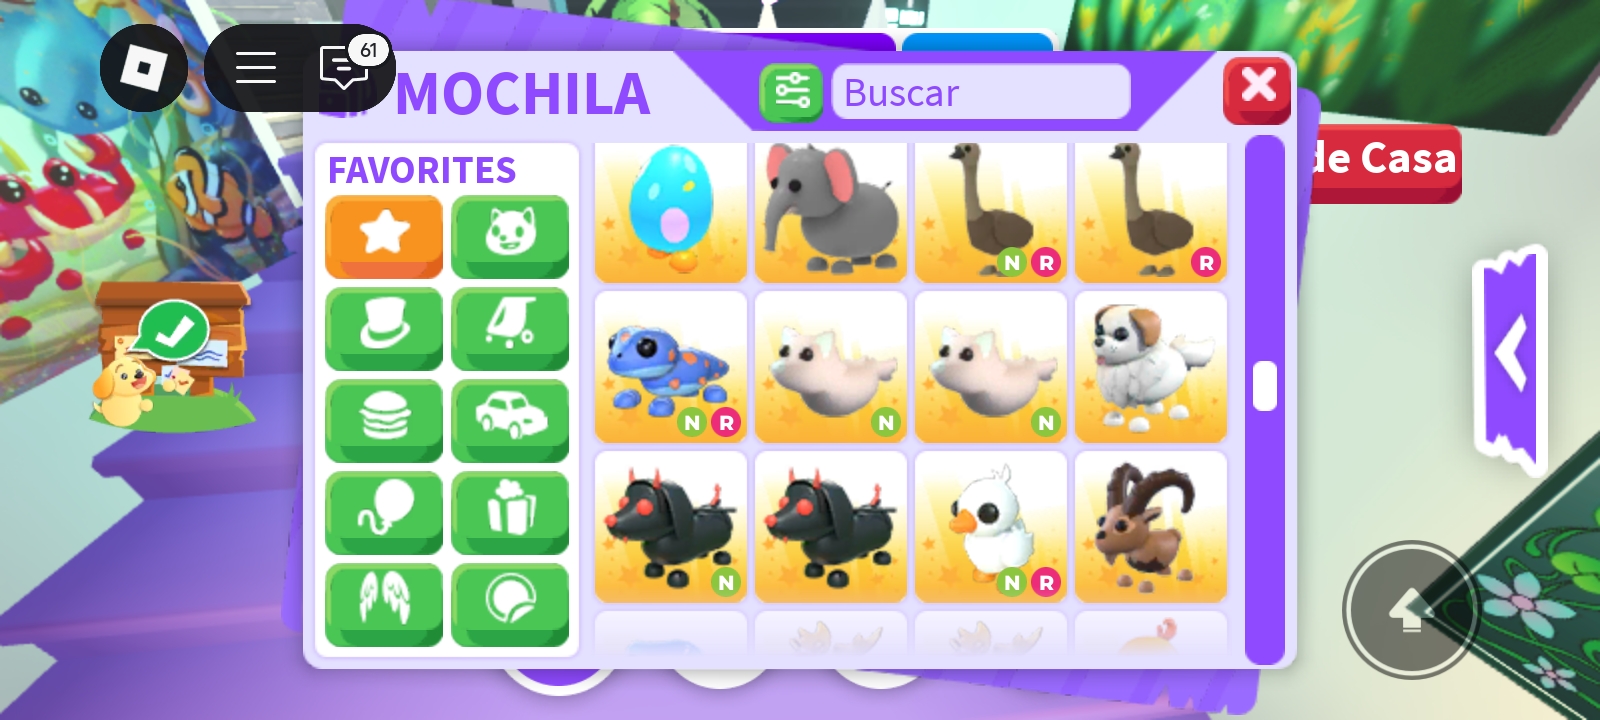 61
MOCHILA
Buscar
de Casa
FAVORITES
N R
R
N R
N
N
N
N R